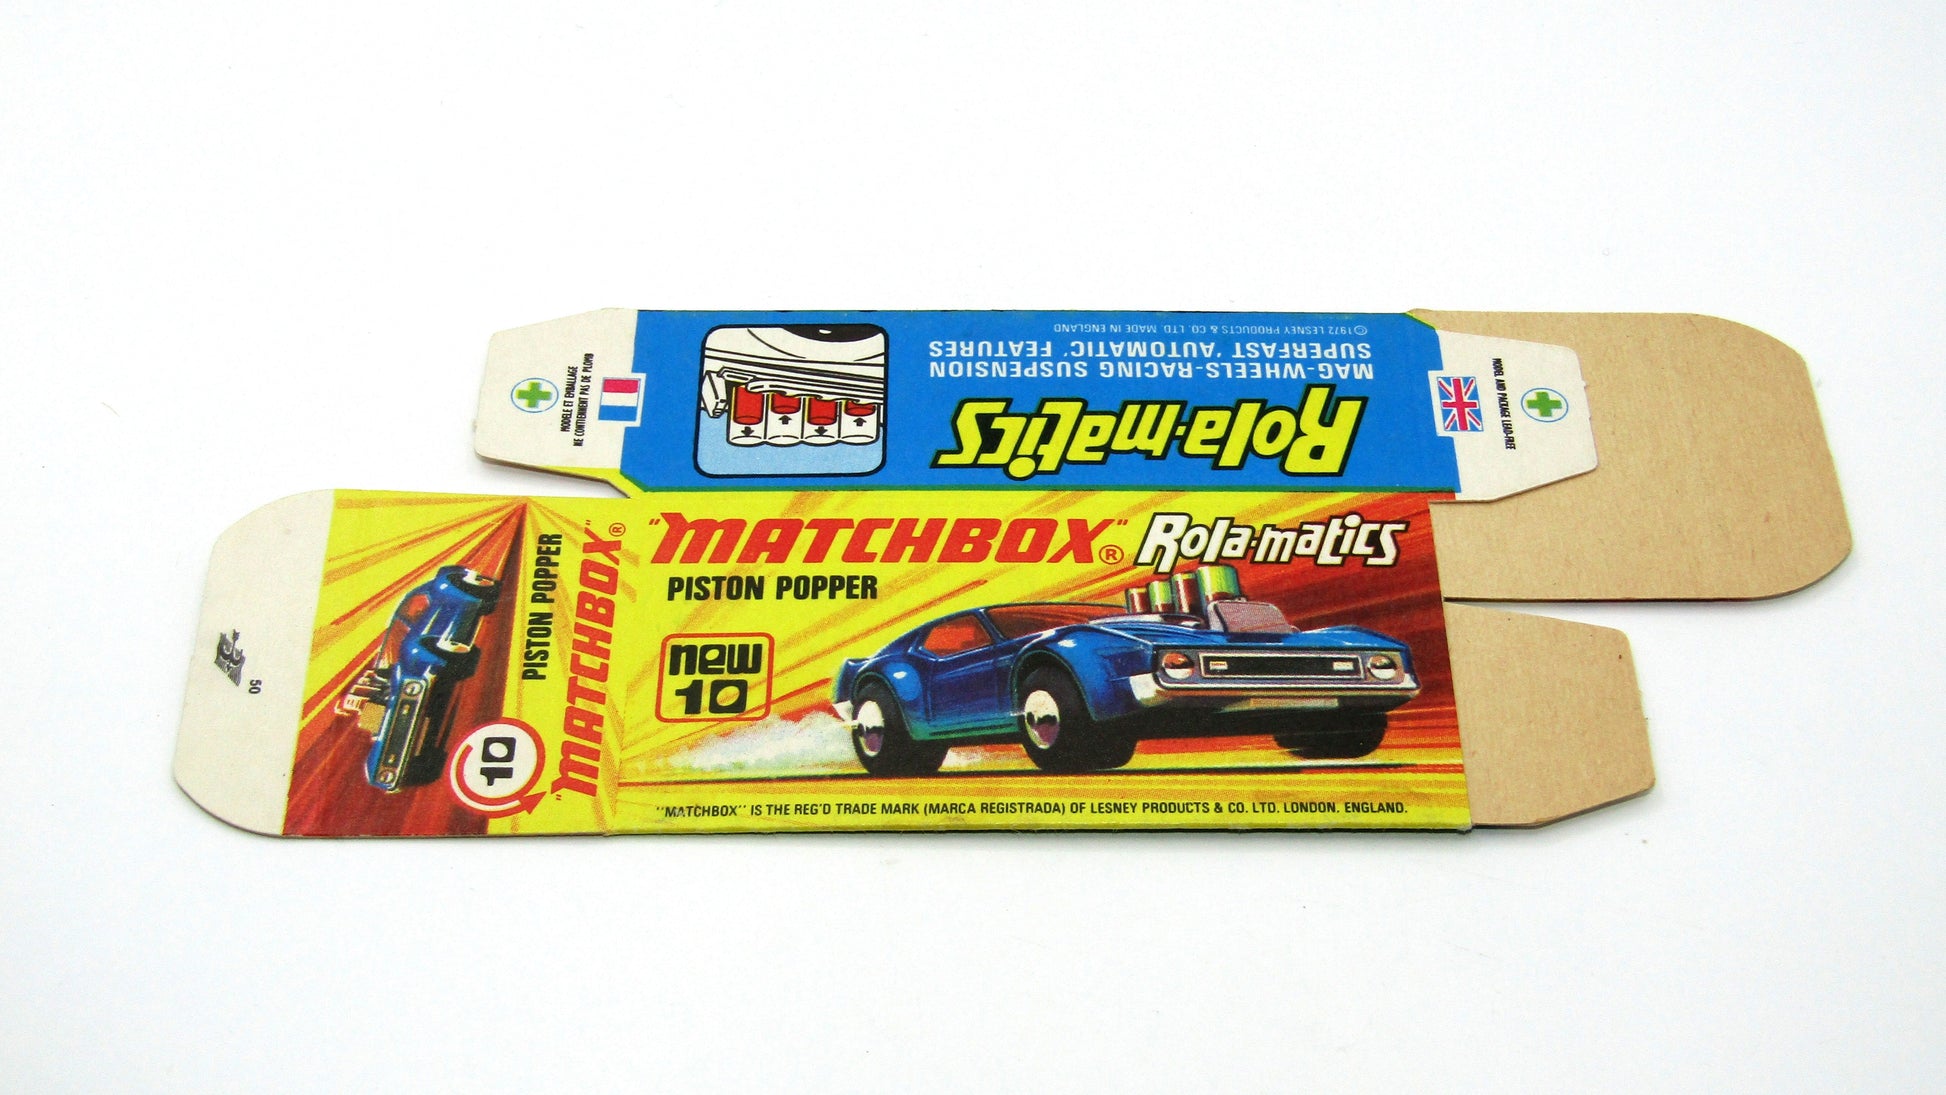 "MATCHBOX"® Rola-matics
PISTON POPPER
new
10
"MATCHBOX" IS THE REG'D TRADE MARK (MARCA REGISTRADA) OF LESNEY PRODUCTS & CO. LTD. LONDON. ENGLAND.
Rola-matics
MAG-WHEELS-RACING SUSPENSION
SUPERFAST 'AUTOMATIC' FEATURES
©1972 LESNEY PRODUCTS & CO. LTD. MADE IN ENGLAND
MODELE ET EMBALLAGE
NE CONTIENNENT PAS DE PLOMB
MODEL AND PACKAGE LEAD-FREE
PISTON POPPER
"MATCHBOX"®
10
50